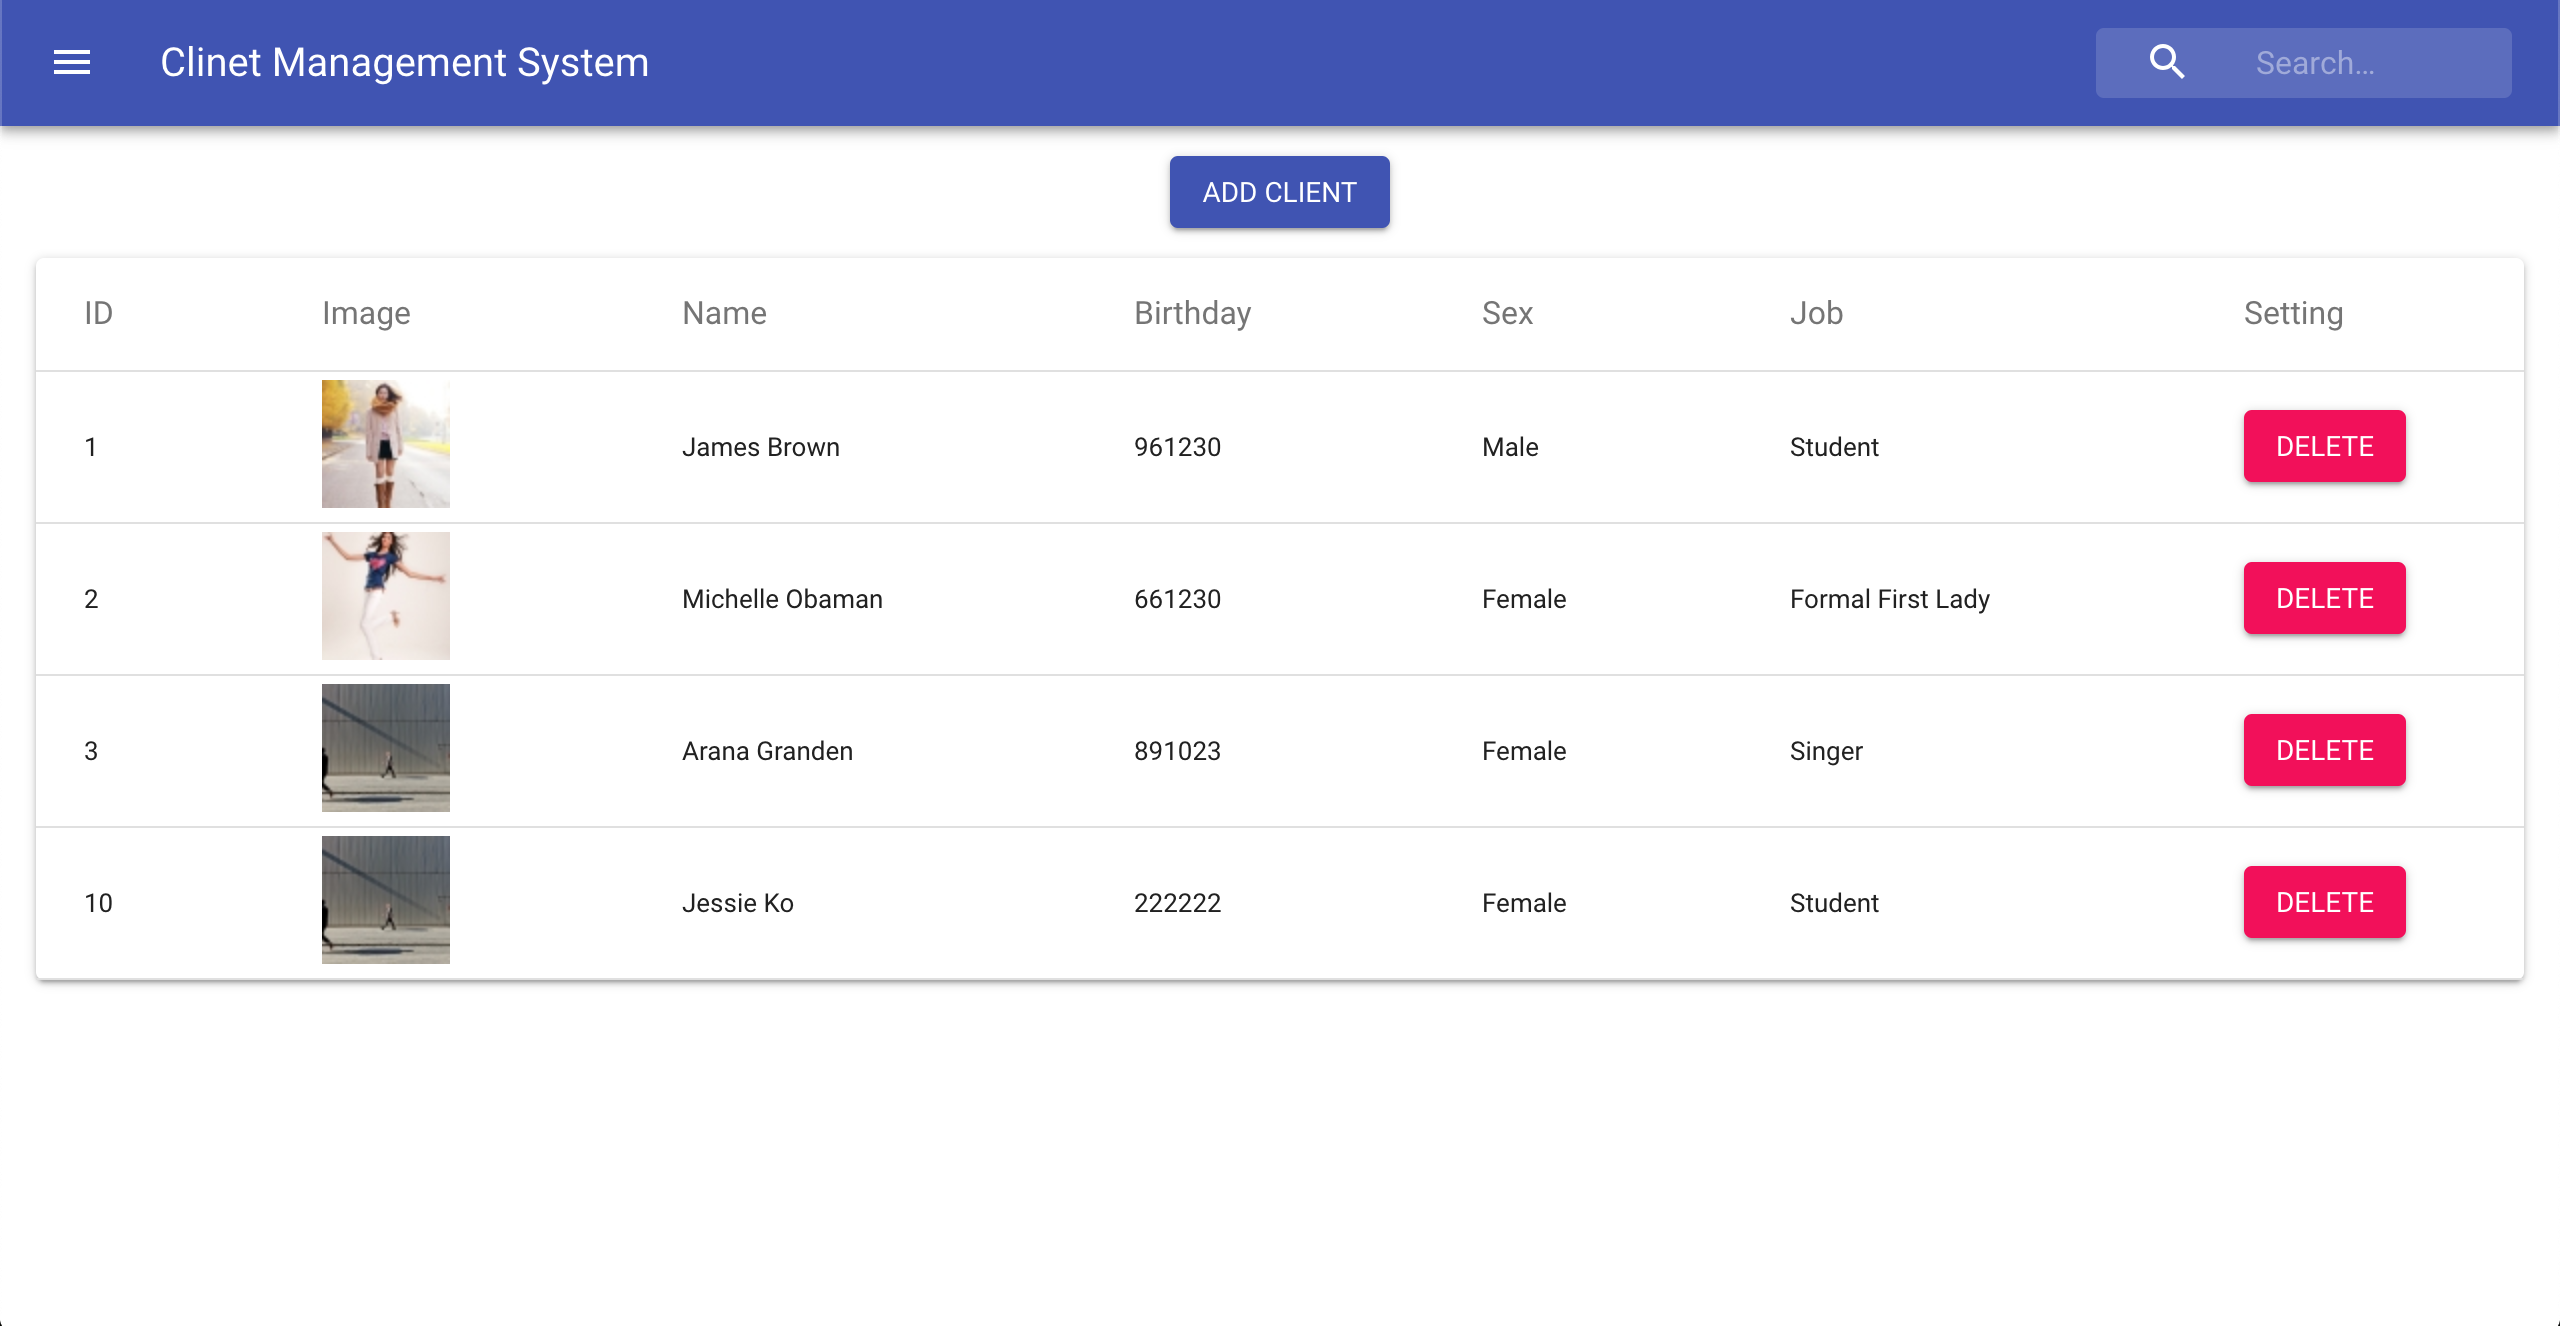 Clinet Management System Search…
ADD CLIENT
ID Image Name Birthday Sex Job Setting
1 James Brown 961230 Male Student DELETE
2 Michelle Obaman 661230 Female Formal First Lady DELETE
3 Arana Granden 891023 Female Singer DELETE
10 Jessie Ko 222222 Female Student DELETE